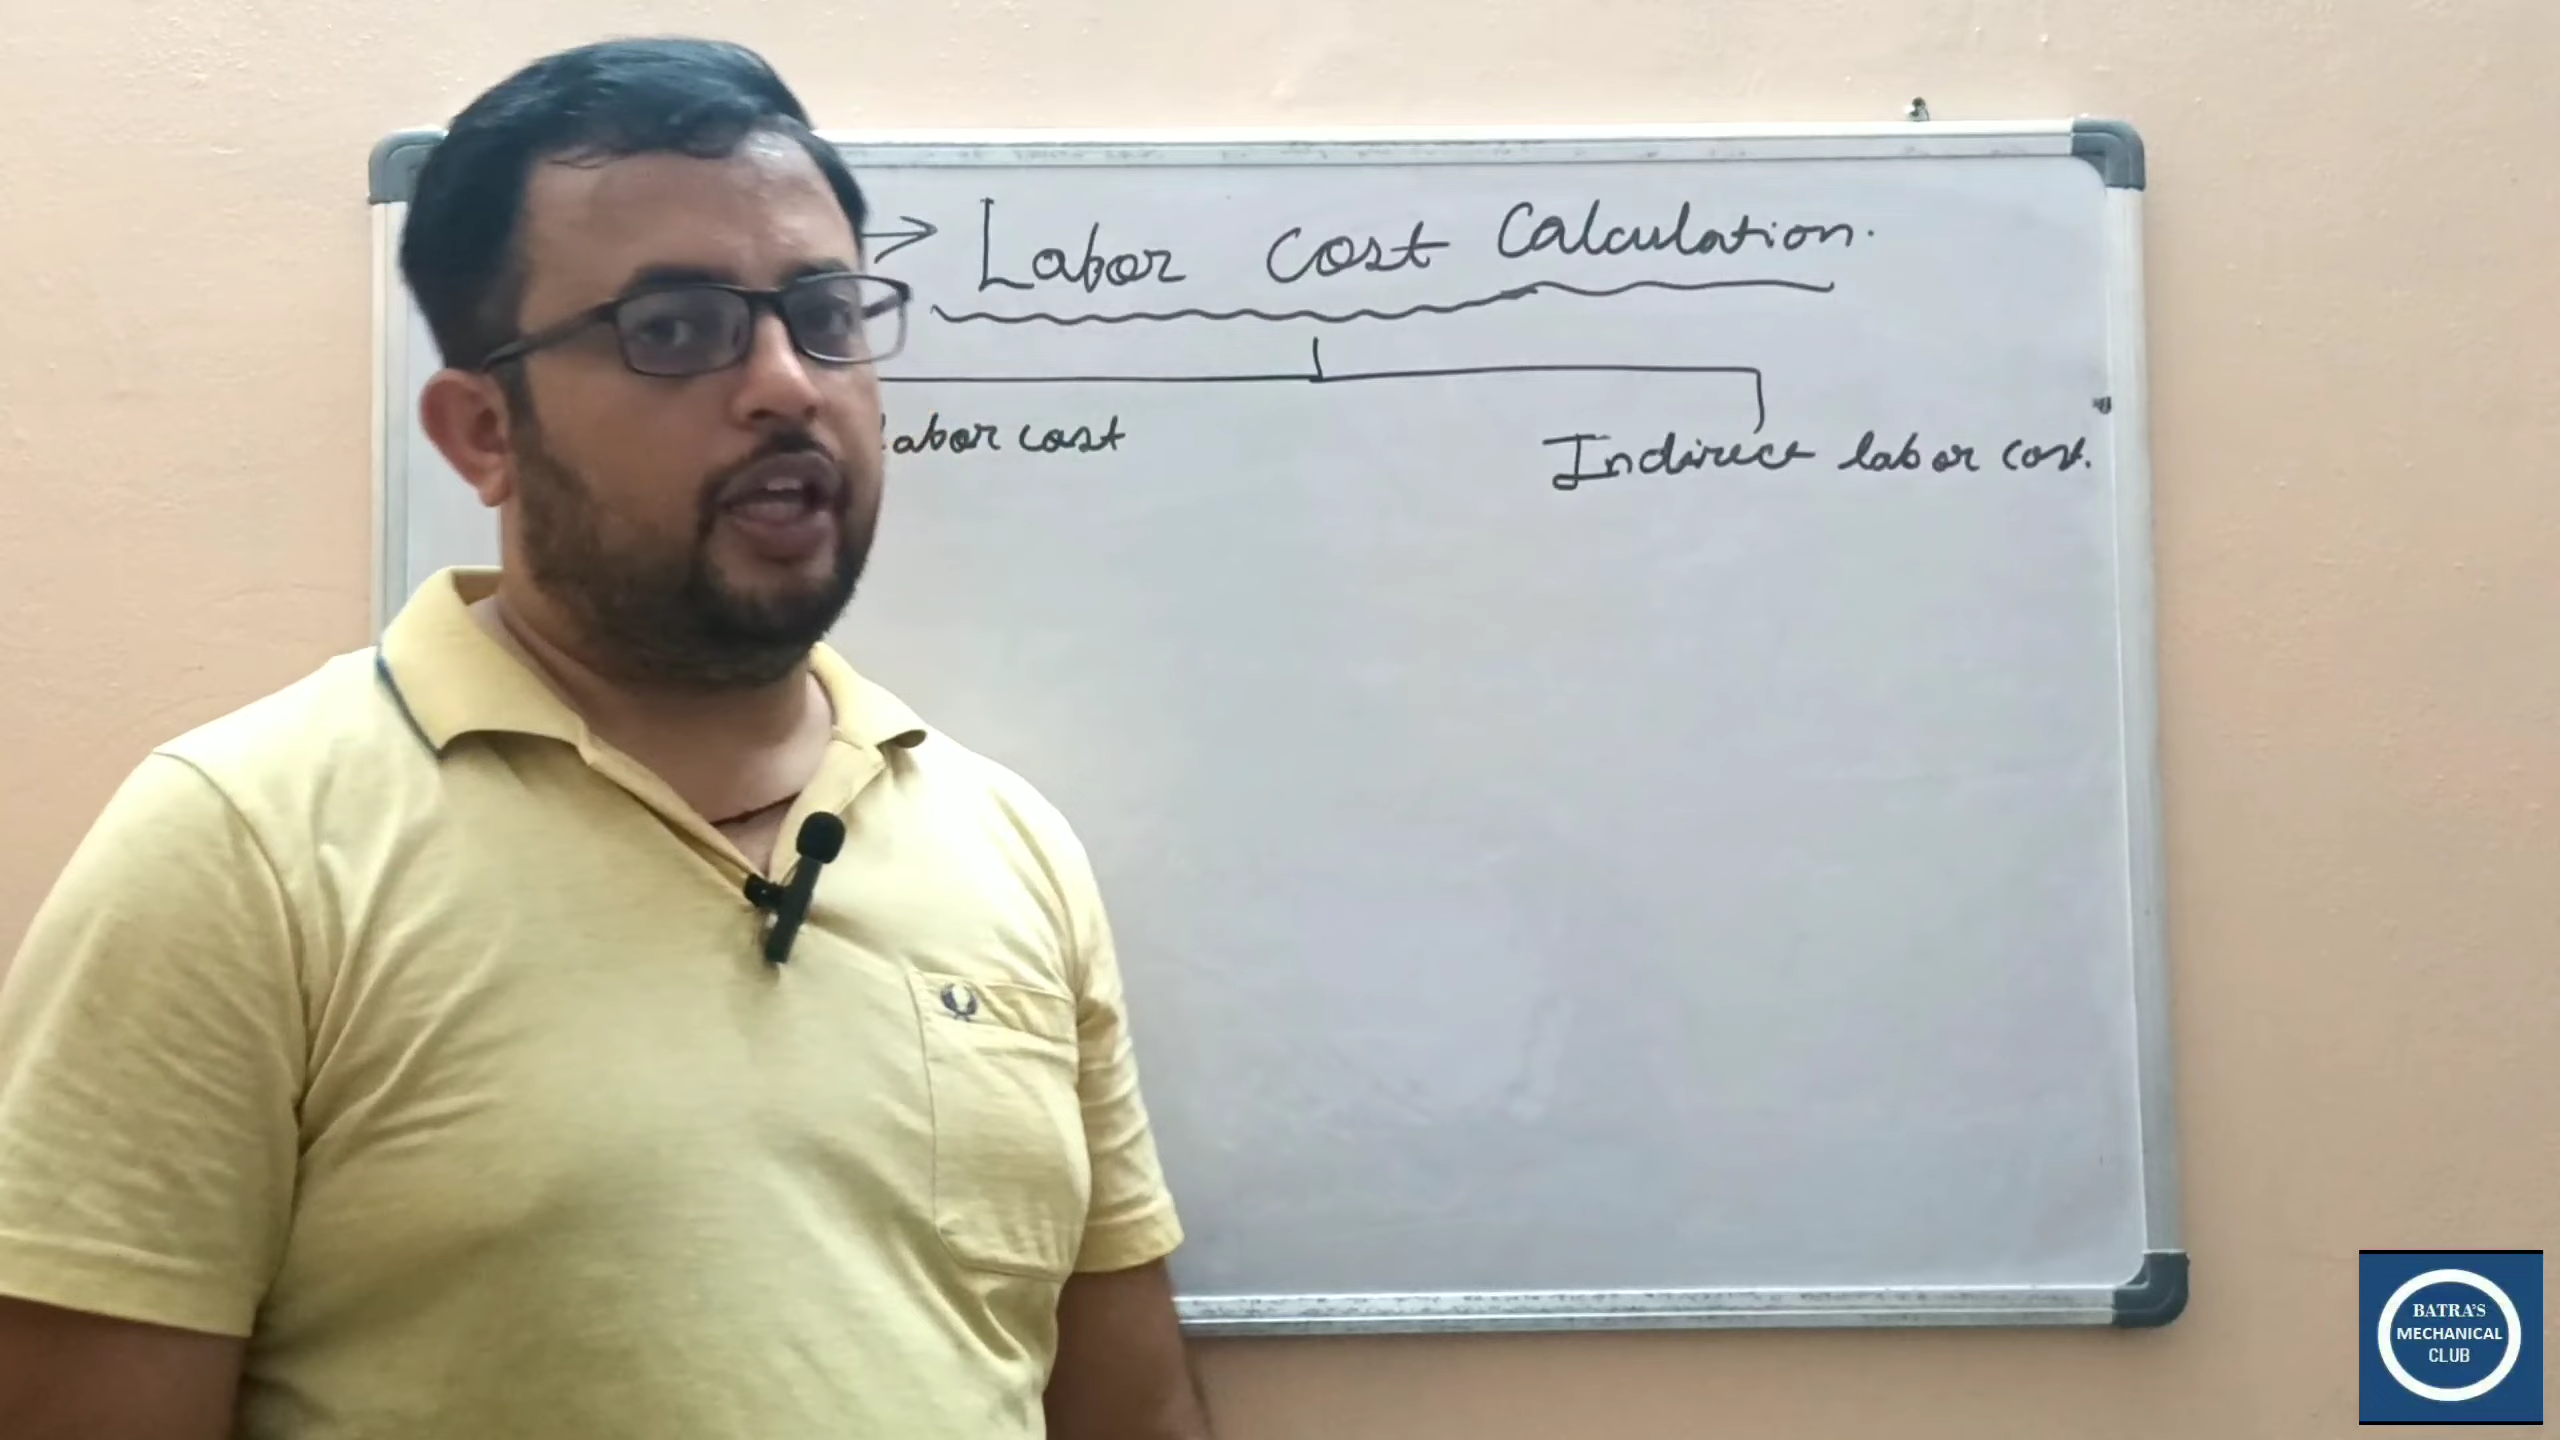 → Labor cost Calculation.
labor cost
Indirect labor cost.
BATRA'S
MECHANICAL
CLUB